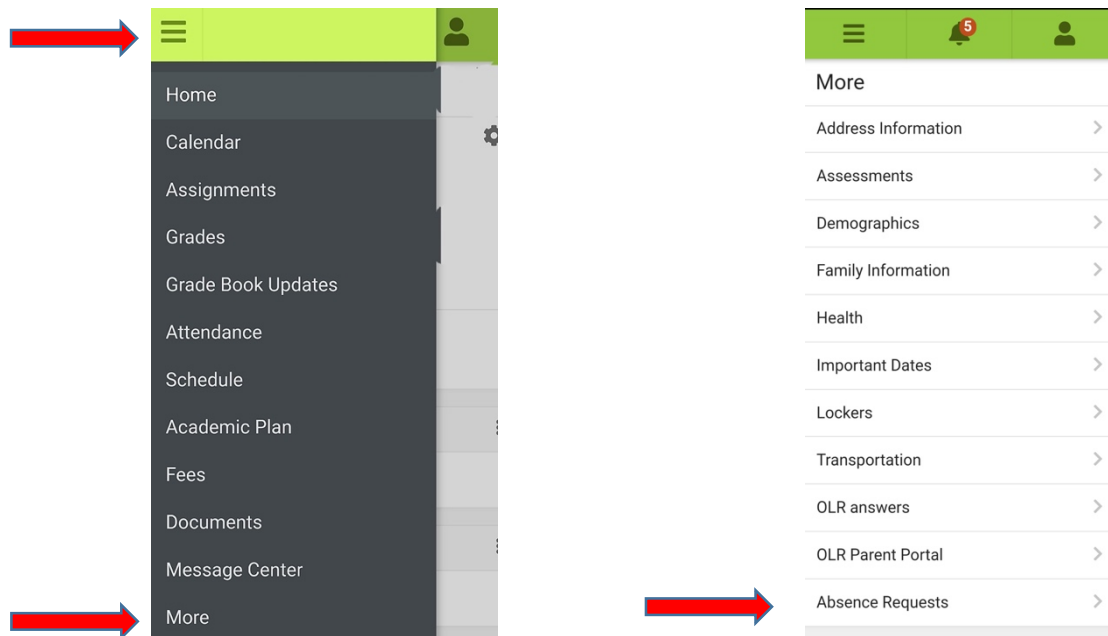 Home
Calendar
Assignments
Grades
Grade Book Updates
Attendance
Schedule
Academic Plan
Fees
Documents
Message Center
More
5
More
Address Information
Assessments
Demographics
Family Information
Health
Important Dates
Lockers
Transportation
OLR answers
OLR Parent Portal
Absence Requests